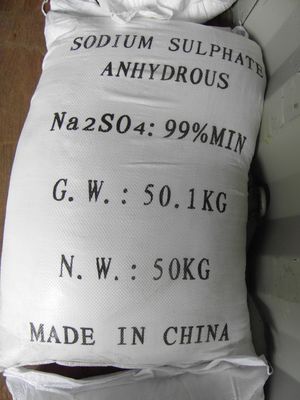 SODIUM SULPHATE
ANHYDROUS
Na2SO4: 99%MIN
G. W. : 50.1KG
N. W. : 50KG
MADE IN CHINA